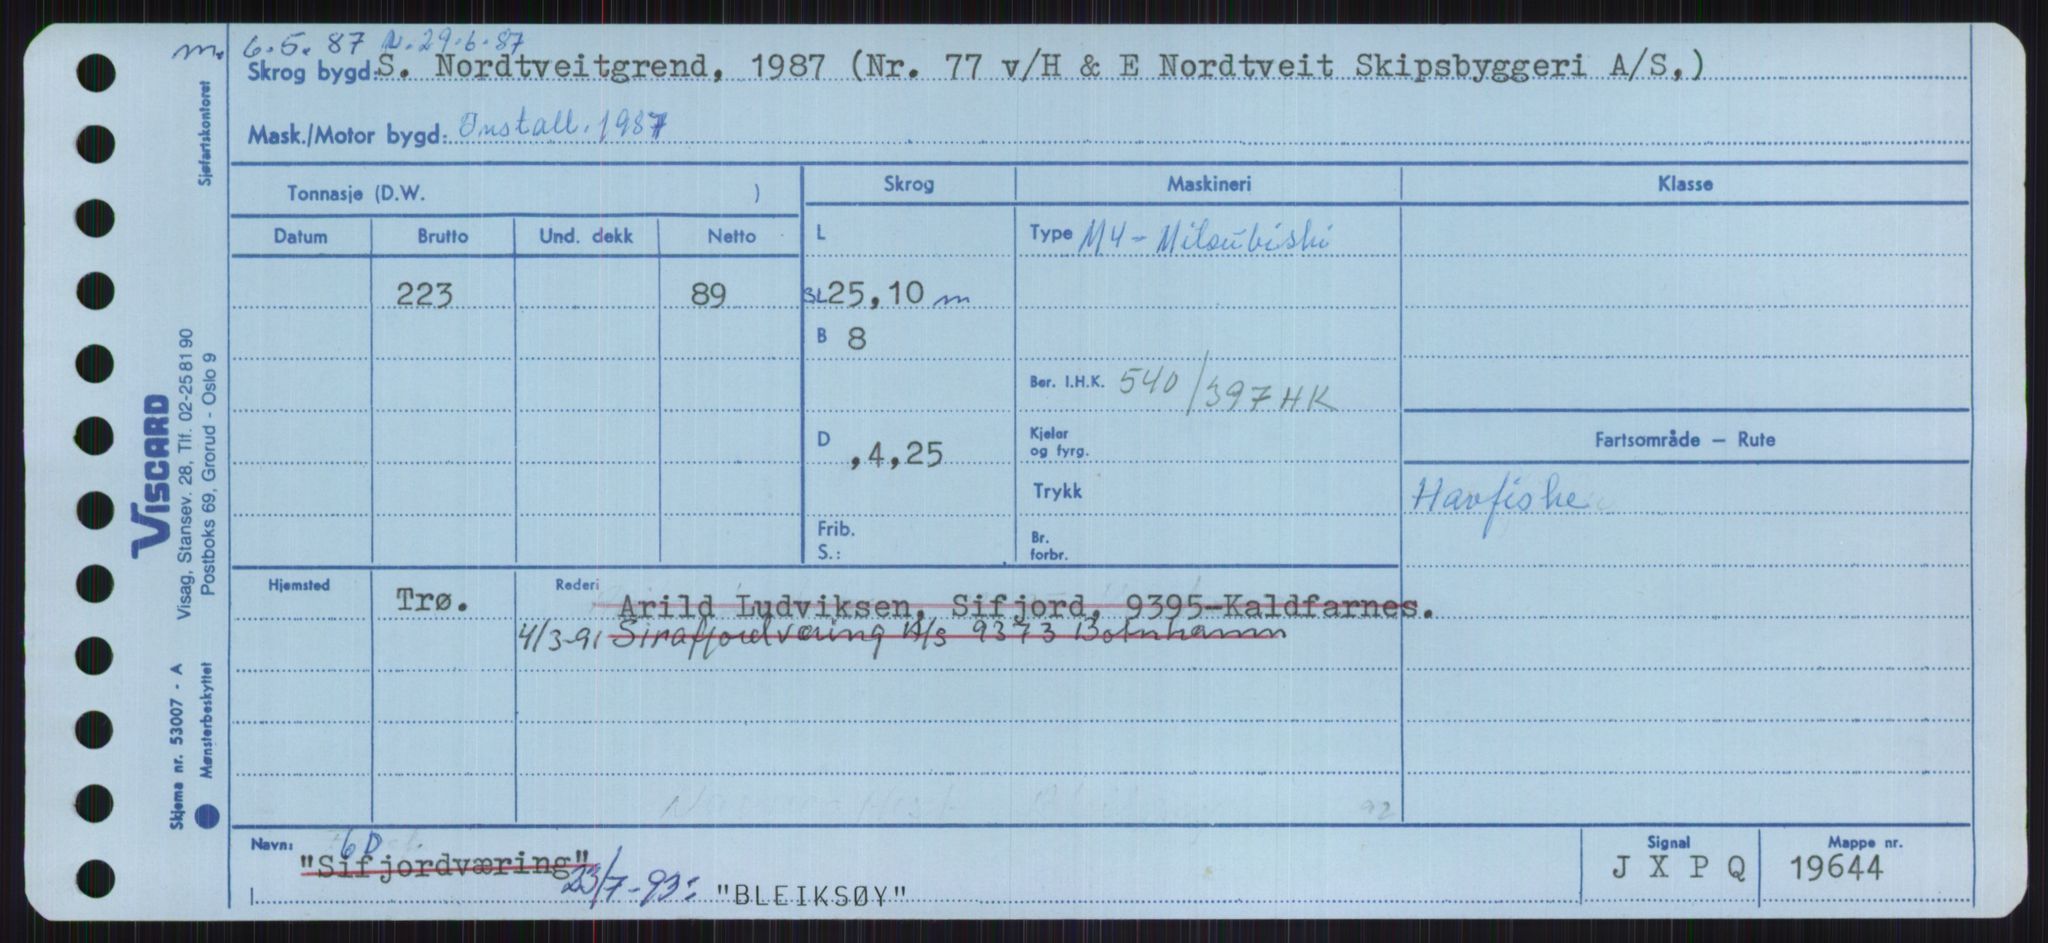 m. 6.5.87 N. 29.6.87
Skrog bygd: S. Nordtveitgrend, 1987 (Nr. 77 v/H & E Nordtveit Skipsbyggeri A/S,)
Mask./Motor bygd: Install. 1987
Tonnasje (D.W. )
Skrog Maskineri Klasse
Datum Brutto Und. dekk Netto
L
Type M4 - Mitsubishi
223 89
BL 25,10 m
B 8
Ber. I.H.K. 540/397 HK
D ,4,25
Kjeler
og fyrg.
Fartsområde — Rute
Trykk
Havfiske
Frib.
S.:
Br.
forbr.
Hjemsted Trø.
Rederi Arild Ludviksen, Sifjord, 9395-Kaldfarnes.
4/3-91 9373 Botnhamn
92
Navn: 6 D
"Sifjordværing"
23/7-93: "BLEIKSØY"
Signal
J X P Q
Mappe nr.
19644
Sjøfartskontoret
VISCARD
Visag, Stansev. 28, Tlf. 02-25 81 90
Postboks 69, Grorud - Oslo 9
Skjema nr. 53007 - A
Mønsterbeskyttet